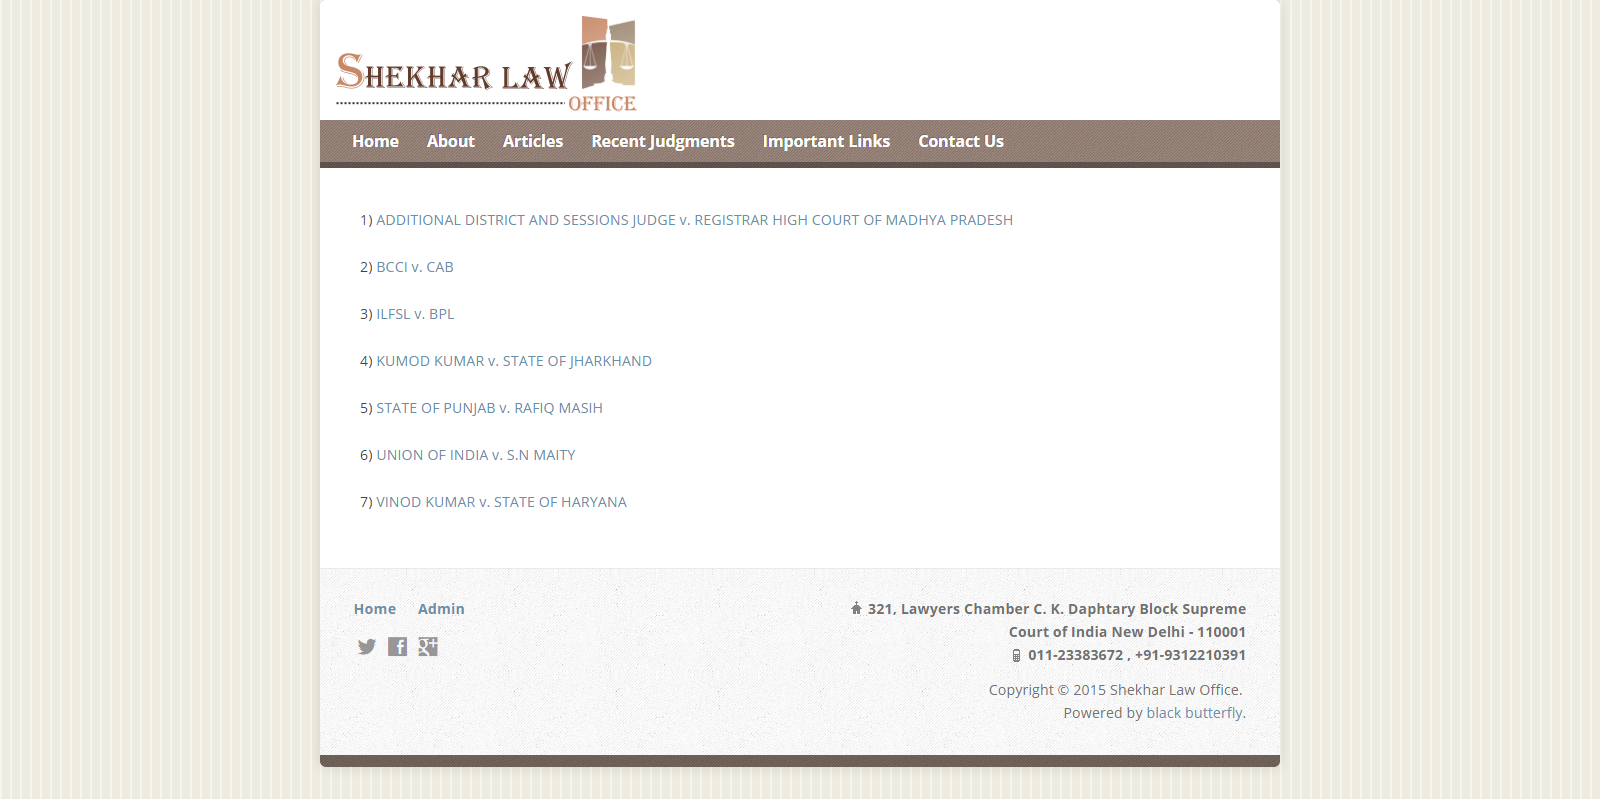 SHEKHAR LAW
OFFICE
Home About Articles Recent Judgments Important Links Contact Us
1) ADDITIONAL DISTRICT AND SESSIONS JUDGE v. REGISTRAR HIGH COURT OF MADHYA PRADESH
2) BCCI v. CAB
3) ILFSL v. BPL
4) KUMOD KUMAR v. STATE OF JHARKHAND
5) STATE OF PUNJAB v. RAFIQ MASIH
6) UNION OF INDIA v. S.N MAITY
7) VINOD KUMAR v. STATE OF HARYANA
Home Admin
321, Lawyers Chamber C. K. Daphtary Block Supreme
Court of India New Delhi - 110001
011-23383672 , +91-9312210391
Copyright © 2015 Shekhar Law Office.
Powered by black butterfly.